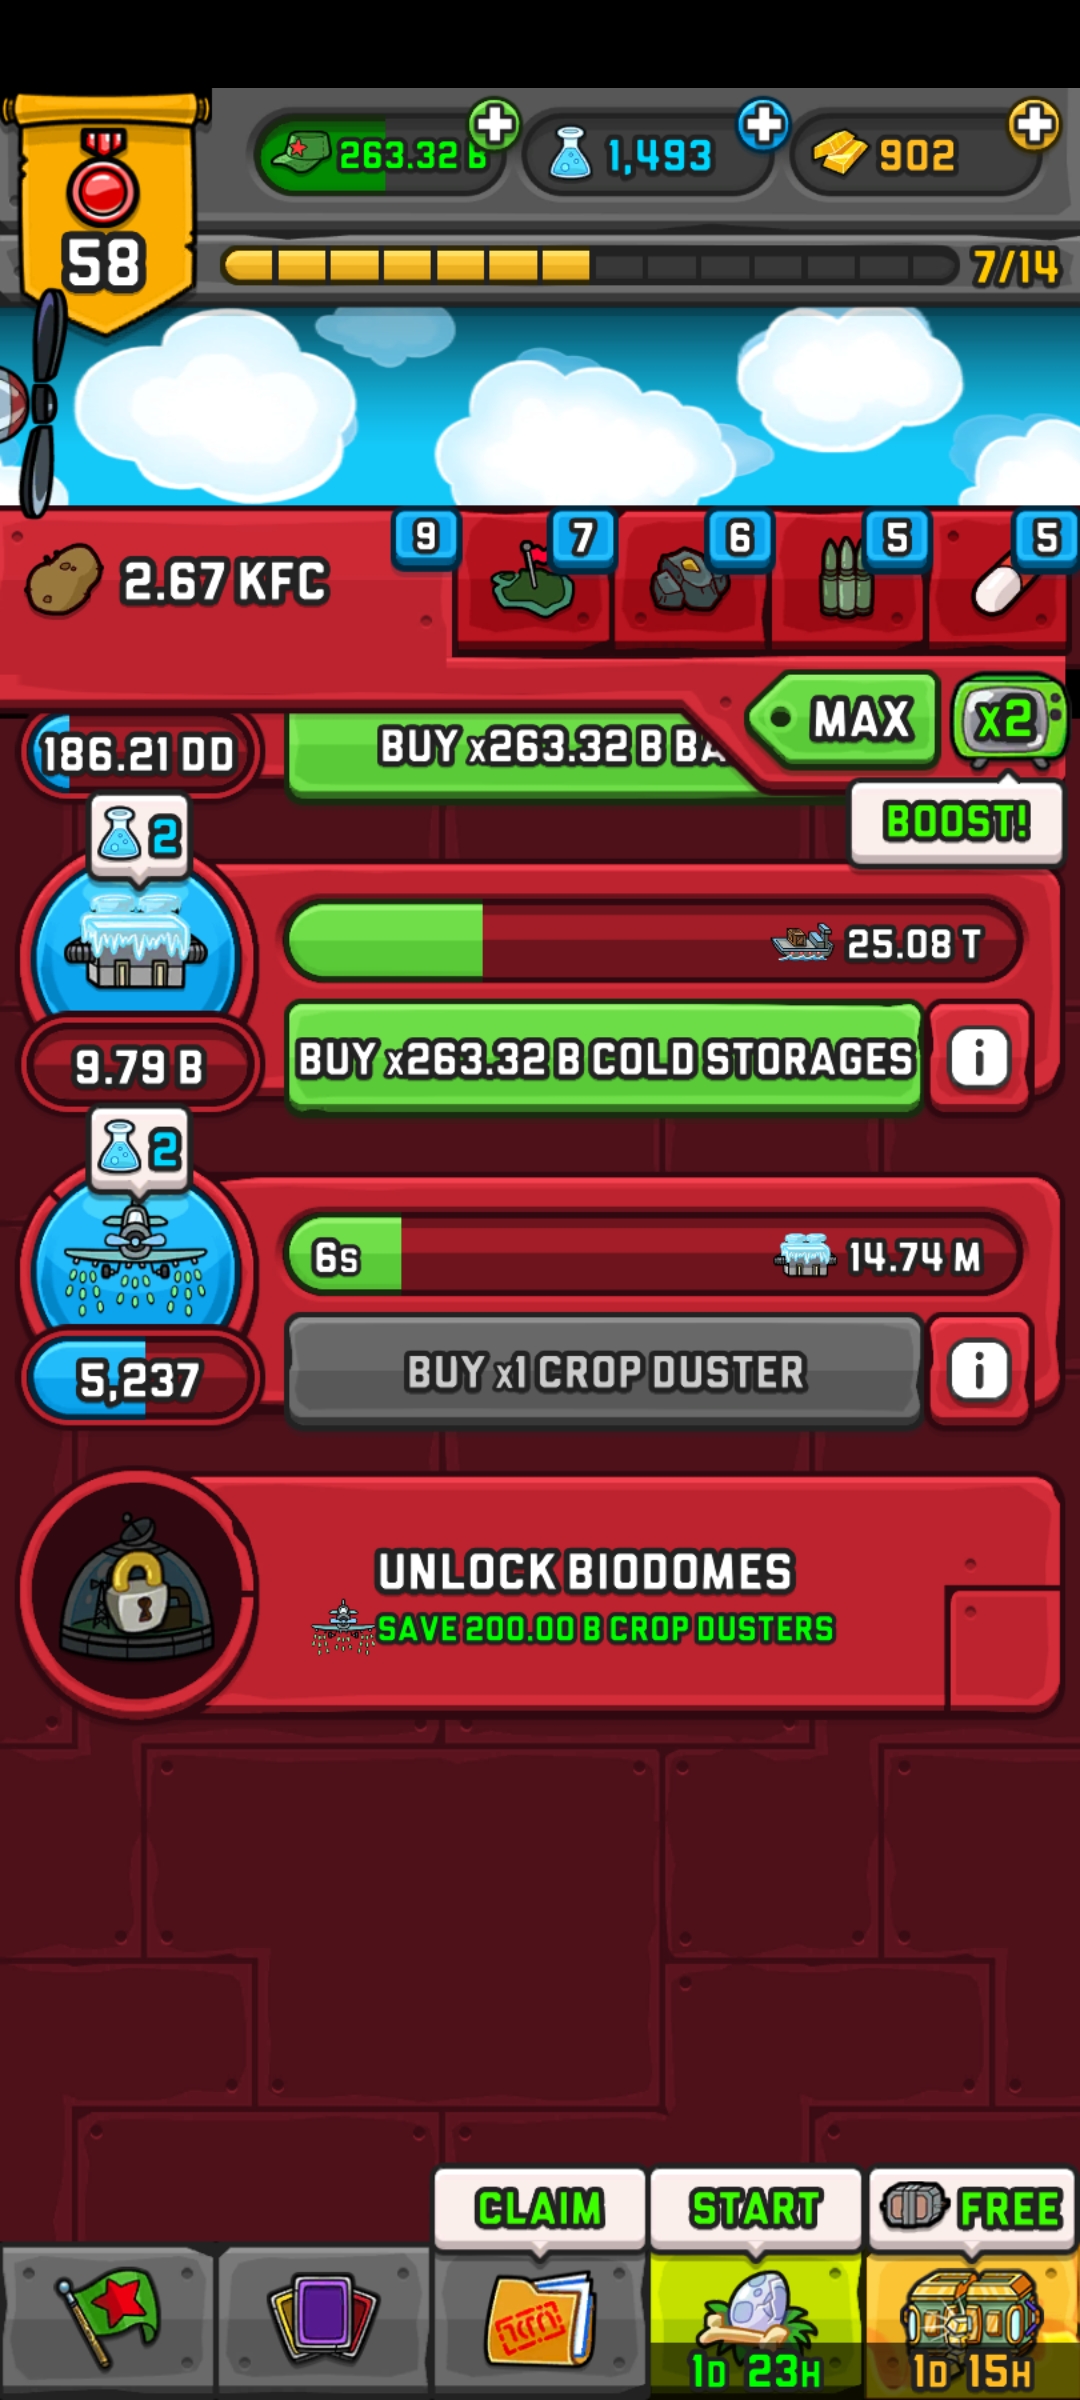 263.32 B
1,493
902
58
7/14
2.67 KFC
9
7
6
5
5
MAX
x2
186.21 DD
BUY x263.32 B BA
BOOST!
2
25.08 T
9.79 B
BUY x263.32 B COLD STORAGES
i
2
6s
14.74 M
5,237
BUY x1 CROP DUSTER
i
UNLOCK BIODOMES
SAVE 200.00 B CROP DUSTERS
CLAIM
START
FREE
1D 23H
1D 15H